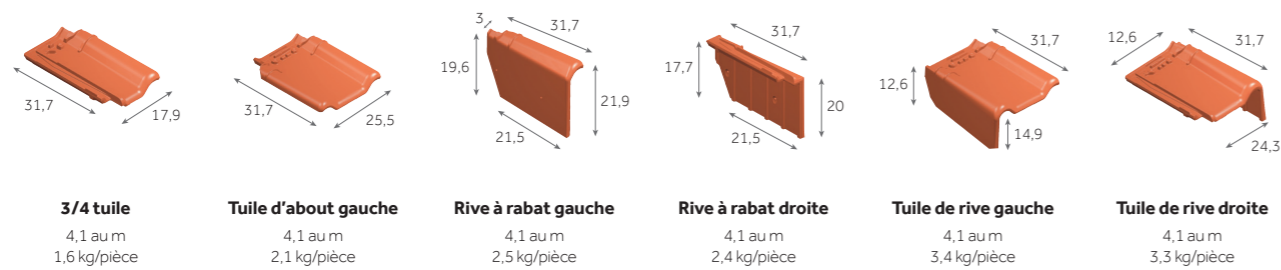 31,7
17,9
31,7
25,5
3
31,7
19,6
21,9
21,5
31,7
17,7
20
21,5
31,7
12,6
14,9
12,6
31,7
24,3
3/4 tuile
4,1 au m
1,6 kg/pièce
Tuile d'about gauche
4,1 au m
2,1 kg/pièce
Rive à rabat gauche
4,1 au m
2,5 kg/pièce
Rive à rabat droite
4,1 au m
2,4 kg/pièce
Tuile de rive gauche
4,1 au m
3,4 kg/pièce
Tuile de rive droite
4,1 au m
3,3 kg/pièce